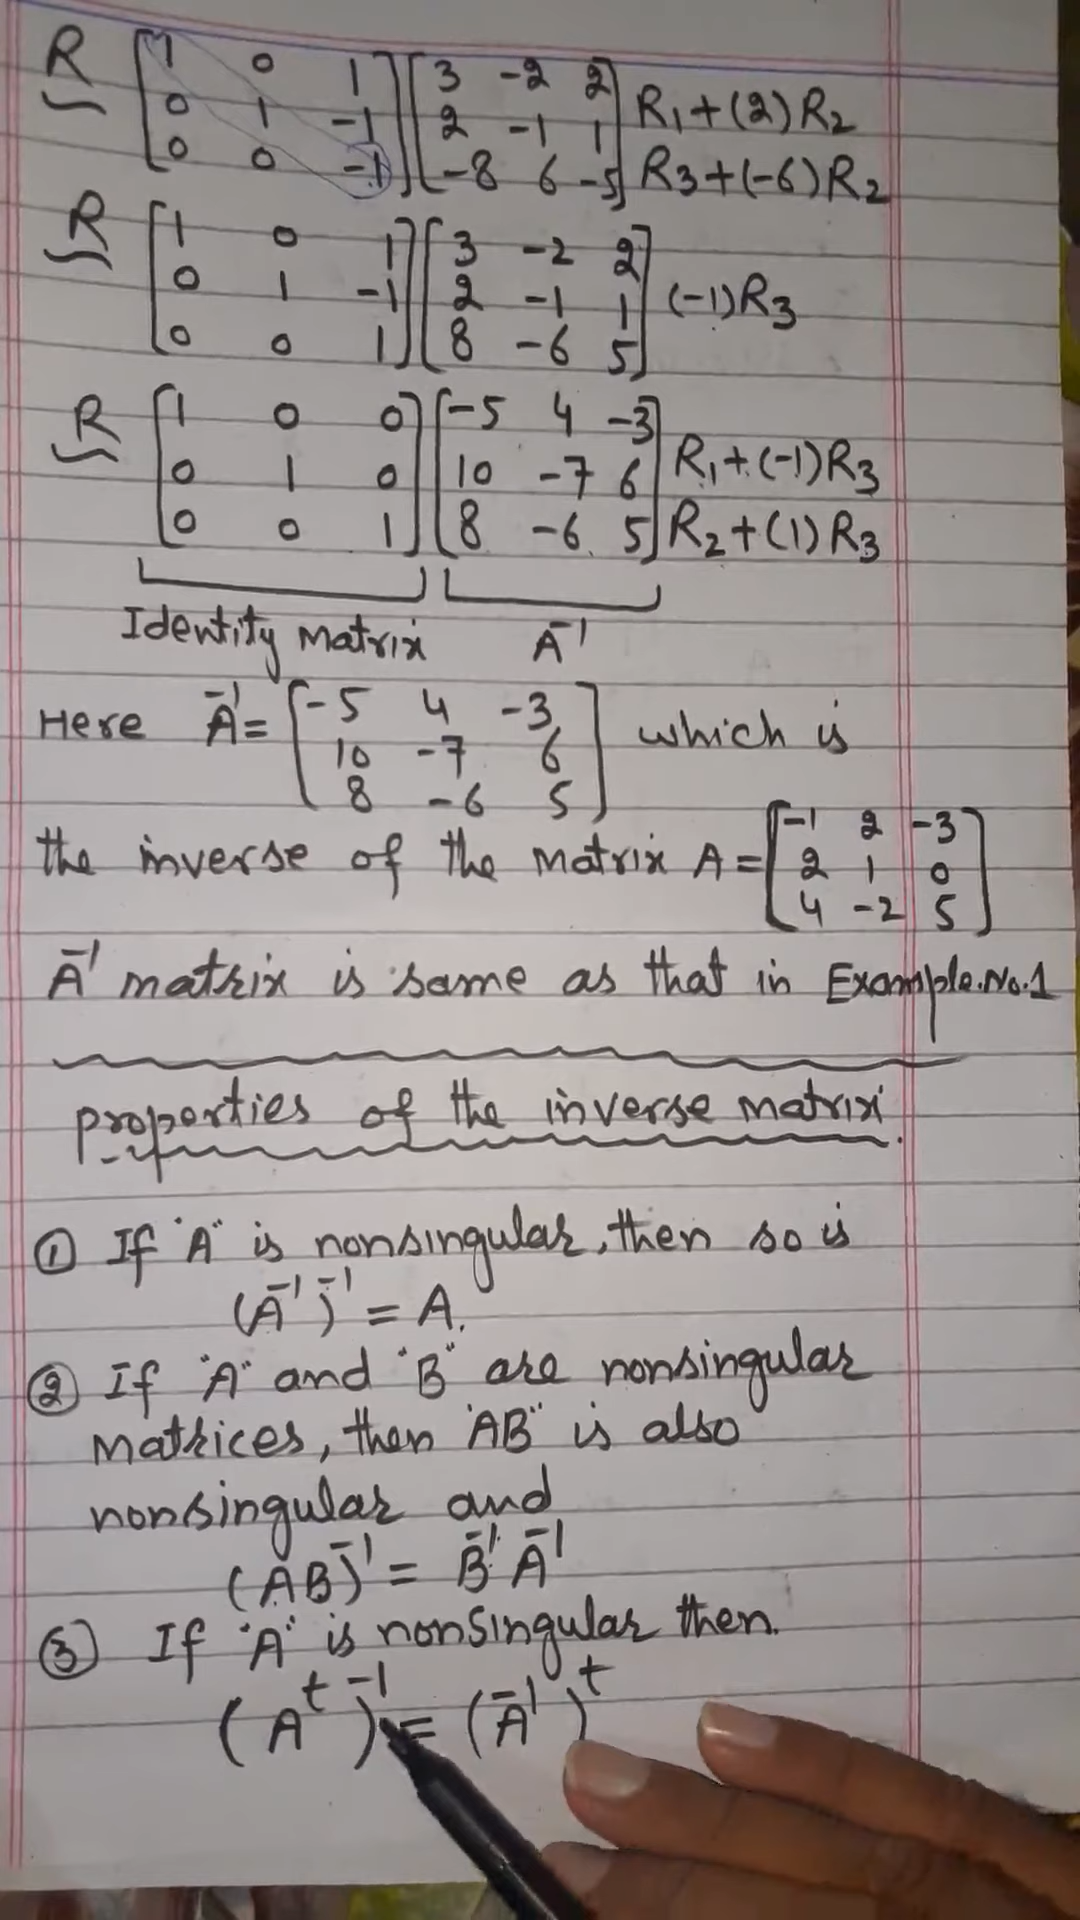 R [1 0 1] [3 -2 2]
[0 1 -1] [2 -1 1] R₁+(2)R₂
[0 0 -1] [-8 6 -5] R₃+(-6)R₂
R [1 0 1] [3 -2 2]
[0 1 -1] [2 -1 1] (-1)R₃
[0 0 1] [8 -6 5]
R [1 0 0] [-5 4 -3]
[0 1 0] [10 -7 6] R₁+(-1)R₃
[0 0 1] [8 -6 5] R₂+(1)R₃
Identity Matrix A⁻¹
Here A⁻¹= [-5 4 -3] which is
[10 -7 6]
[8 -6 5]
the inverse of the Matrix A = [-1 2 -3]
[2 1 0]
[4 -2 5]
A⁻¹ matrix is same as that in Example.No.1
properties of the inverse matrix.
① If "A" is nonsingular, then so is
(A⁻¹)⁻¹ = A.
② If "A" and "B" are nonsingular
Matrices, then "AB" is also
nonsingular and
(AB)⁻¹ = B⁻¹ A⁻¹
③ If "A" is nonsingular then.
(Aᵗ)⁻¹ = (A⁻¹)ᵗ